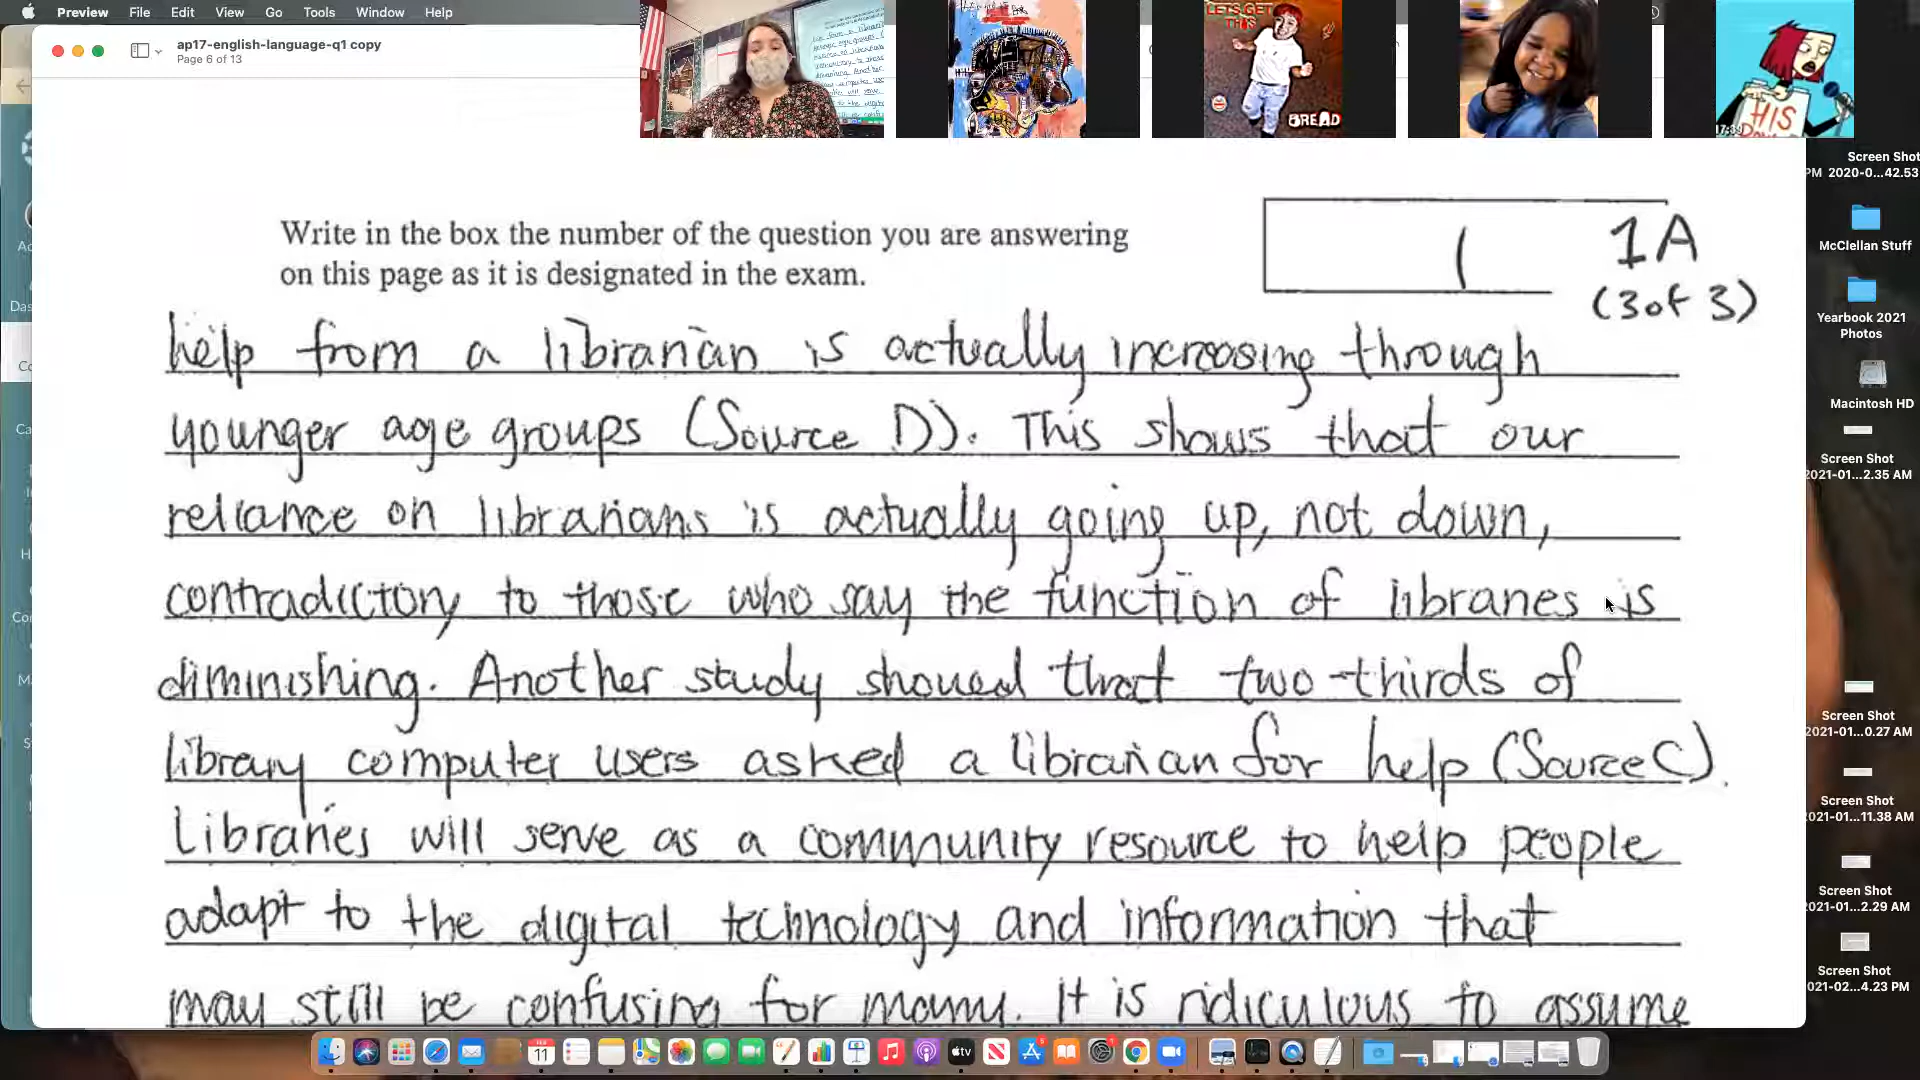 Preview File Edit View Go Tools Window Help
ap17-english-language-q1 copy
Page 6 of 13
LETS GET
THIS
BREAD
HIS
17:39
Write in the box the number of the question you are answering
on this page as it is designated in the exam.
1
1A
(3 of 3)
help from a librarian is actually increasing through
younger age groups (Source D). This shows that our
reliance on librarians is actually going up, not down,
contradictory to those who say the function of libraries is
diminishing. Another study showed that two-thirds of
library computer users asked a librarian for help (Source C).
Libraries will serve as a community resource to help people
adapt to the digital technology and information that
may still be confusing for many. It is ridiculous to assume
Screen Shot
PM 2020-0...42.53
McClellan Stuff
Yearbook 2021
Photos
Macintosh HD
Screen Shot
2021-01...2.35 AM
Screen Shot
2021-01...0.27 AM
Screen Shot
2021-01...11.38 AM
Screen Shot
2021-01...2.29 AM
Screen Shot
2021-02...4.23 PM
11
tv